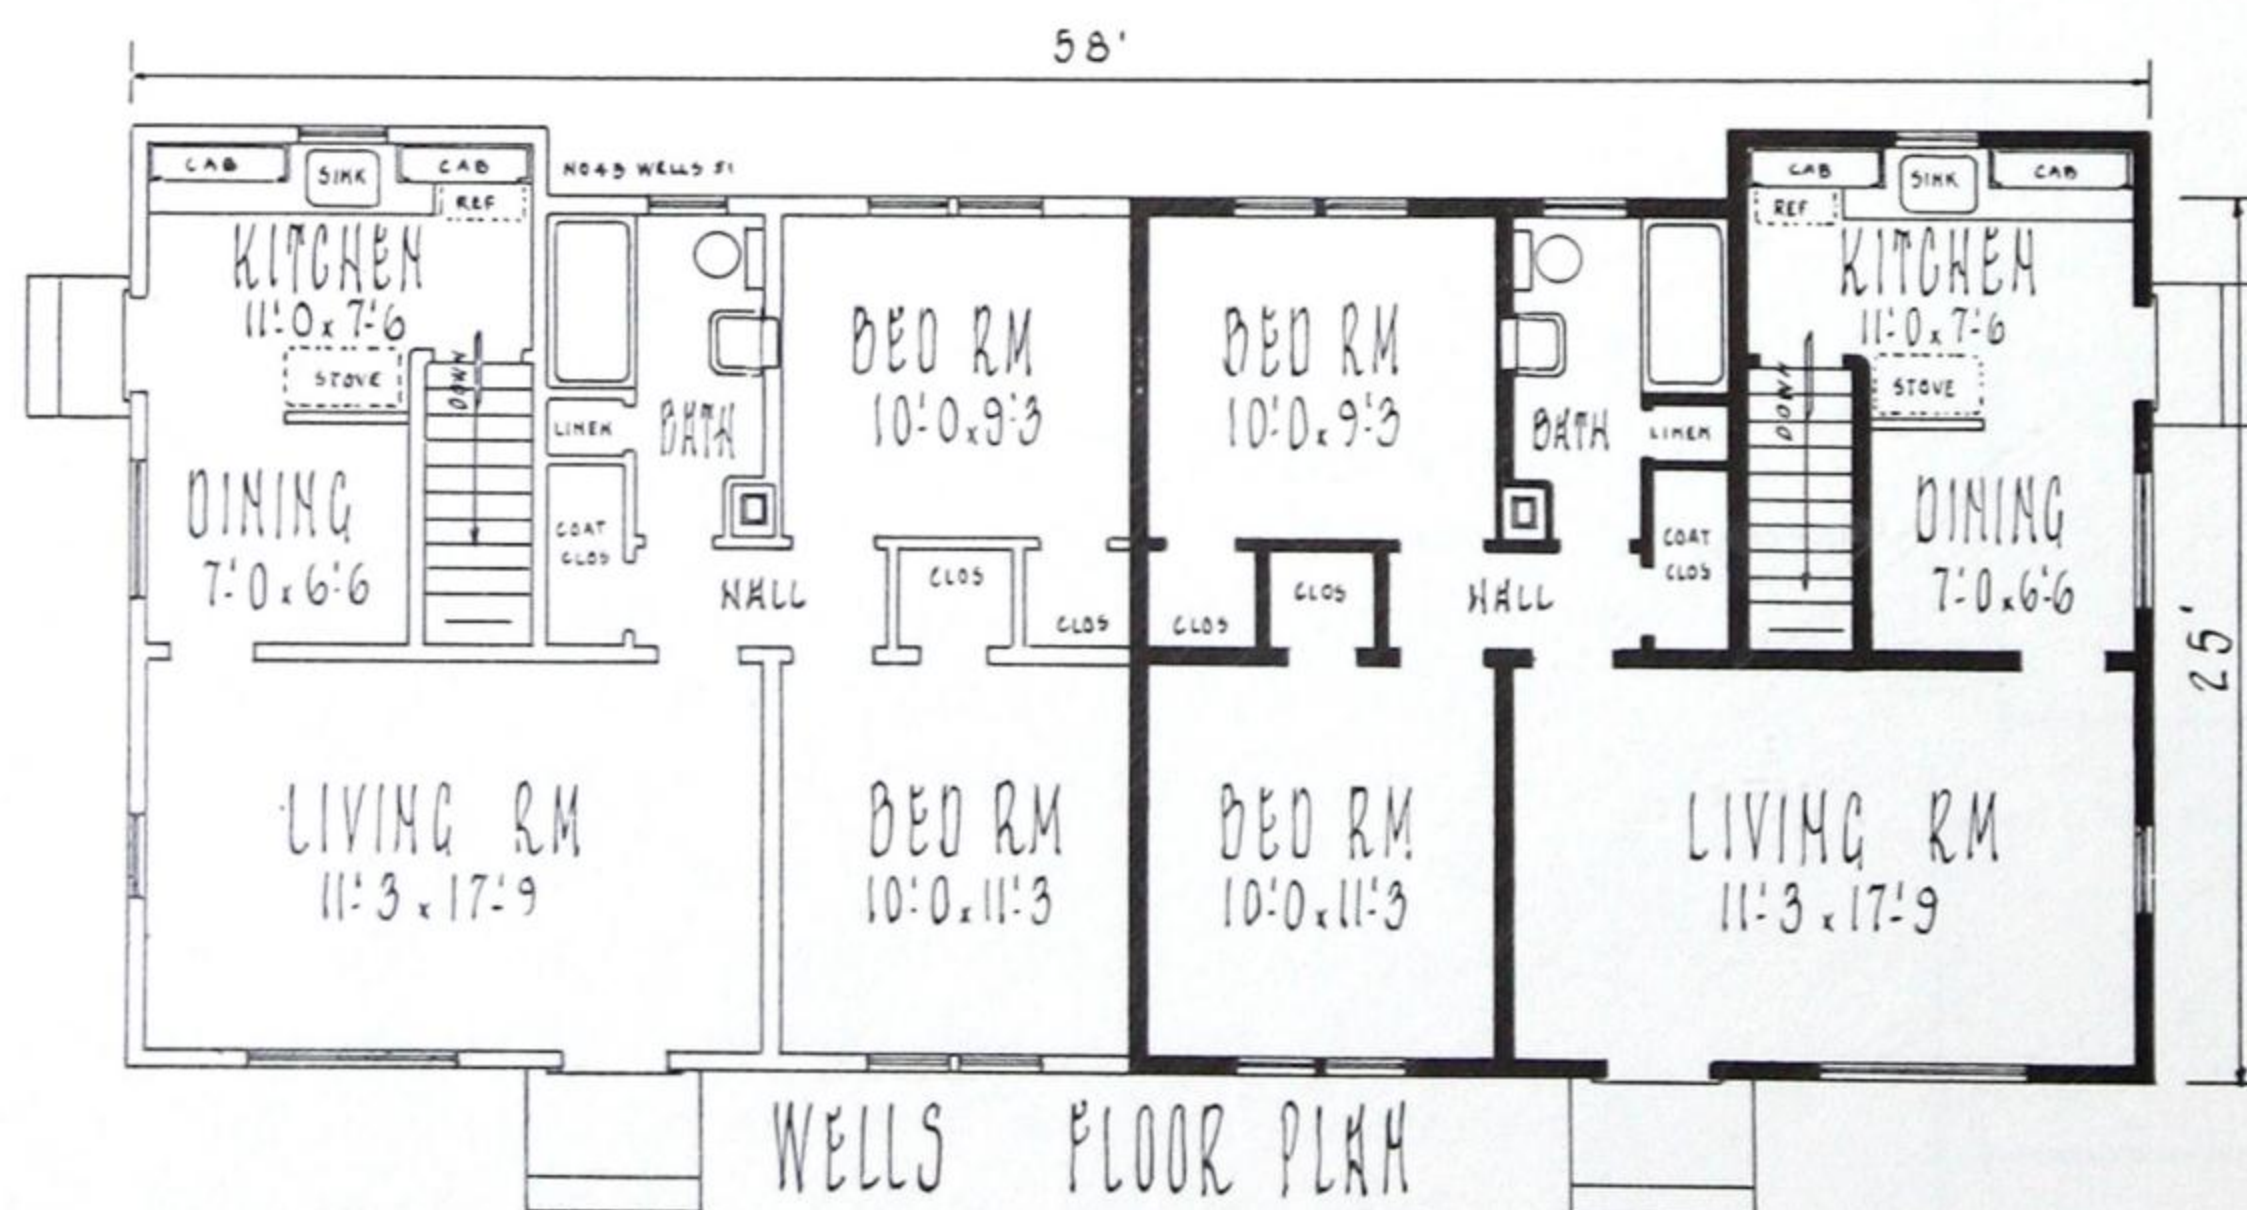 58'
CAB
SINK
CAB
REF
NO 43 WELLS ST
KITCHEN
11'-0 x 7'-6
STOVE
DOWN
DINING
7'-0 x 6'-6
LINEN
COAT
CLOS
BATH
HALL
BED RM
10'-0 x 9'-3
CLOS
CLOS
LIVING RM
11'-3 x 17'-9
BED RM
10'-0 x 11'-3
BED RM
10'-0 x 9'-3
CLOS
CLOS
BATH
HALL
LINEN
COAT
CLOS
CAB
SINK
CAB
REF
KITCHEN
11'-0 x 7'-6
STOVE
DOWN
DINING
7'-0 x 6'-6
BED RM
10'-0 x 11'-3
LIVING RM
11'-3 x 17'-9
25'
WELLS FLOOR PLAN